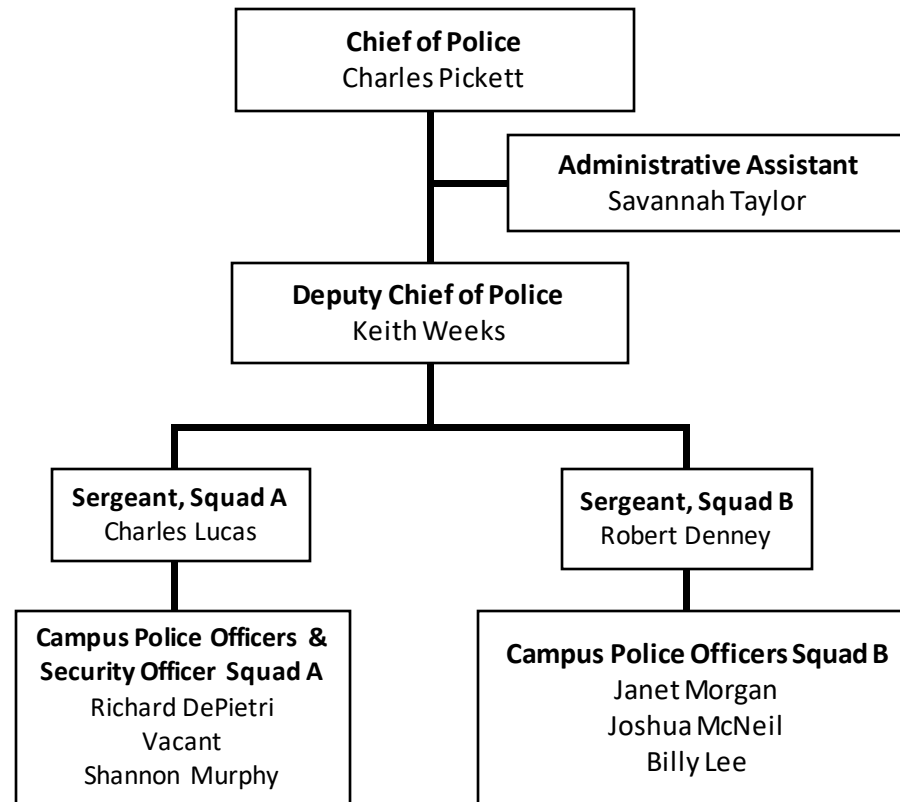 Chief of Police
Charles Pickett
Administrative Assistant
Savannah Taylor
Deputy Chief of Police
Keith Weeks
Sergeant, Squad A
Charles Lucas
Sergeant, Squad B
Robert Denney
Campus Police Officers &
Security Officer Squad A
Richard DePietri
Vacant
Shannon Murphy
Campus Police Officers Squad B
Janet Morgan
Joshua McNeil
Billy Lee